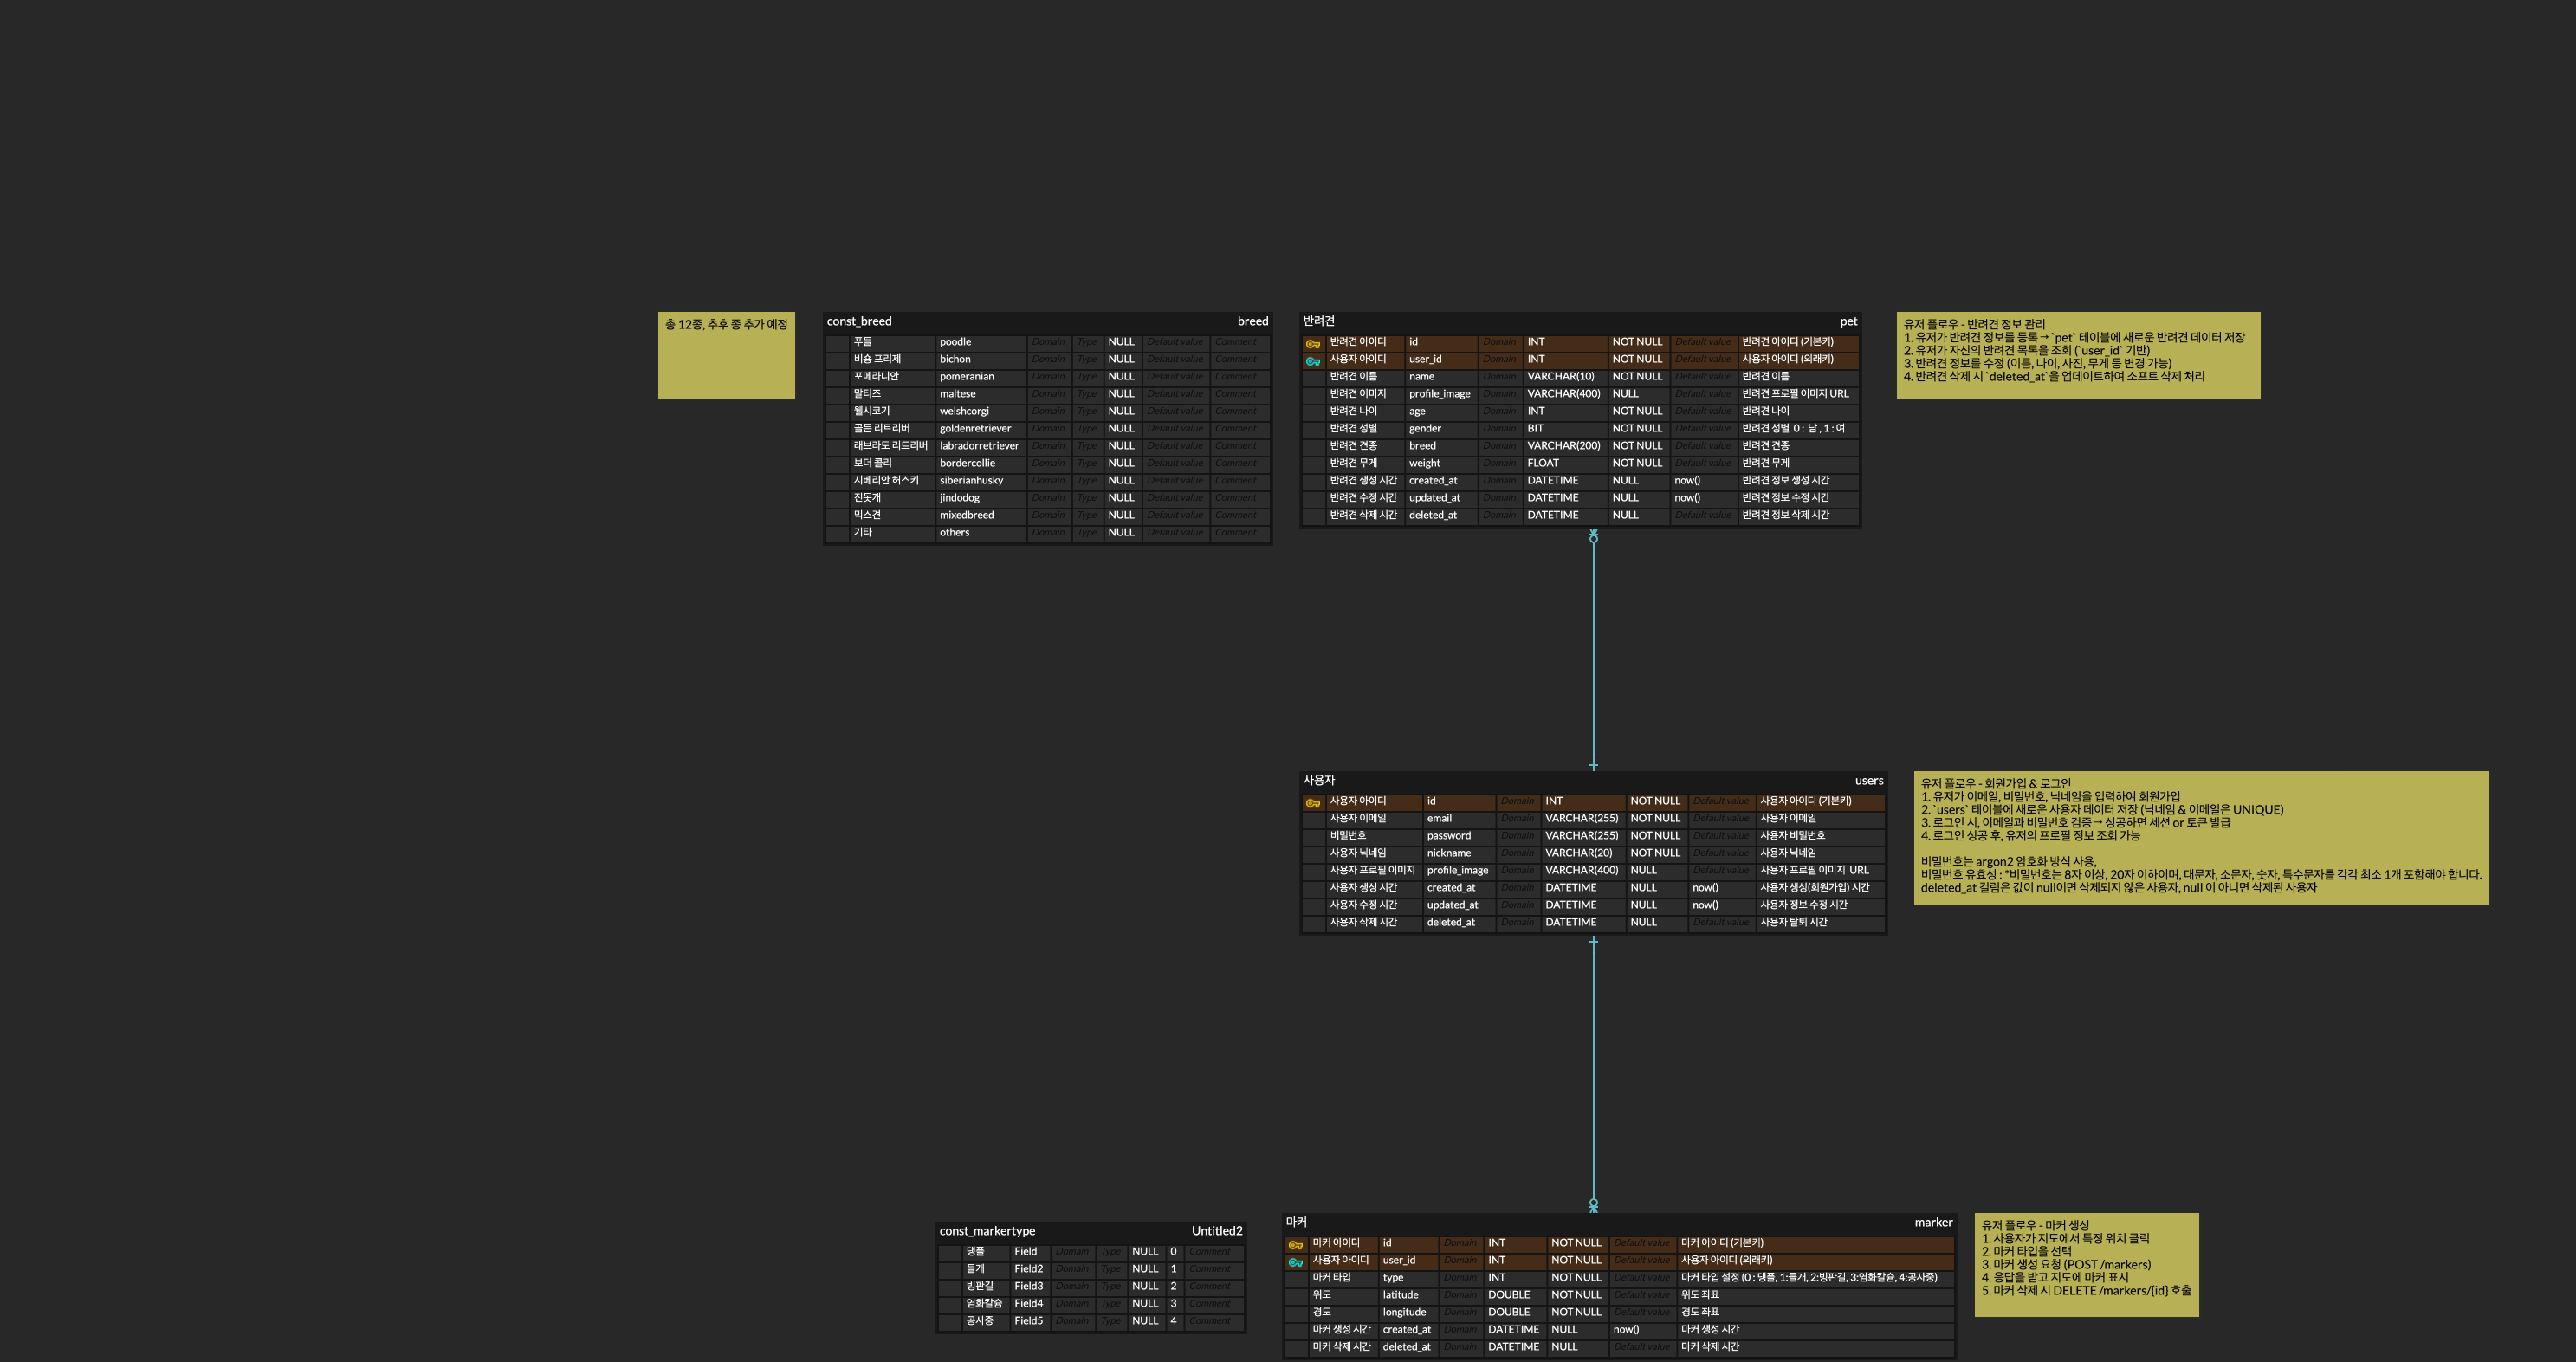 총 12종, 추후 종 추가 예정
const_breed breed
푸들 poodle Domain Type NULL Default value Comment
비숑 프리제 bichon Domain Type NULL Default value Comment
포메라니안 pomeranian Domain Type NULL Default value Comment
말티즈 maltese Domain Type NULL Default value Comment
웰시코기 welshcorgi Domain Type NULL Default value Comment
골든 리트리버 goldenretriever Domain Type NULL Default value Comment
래브라도 리트리버 labradorretriever Domain Type NULL Default value Comment
보더 콜리 bordercollie Domain Type NULL Default value Comment
시베리안 허스키 siberianhusky Domain Type NULL Default value Comment
진돗개 jindodog Domain Type NULL Default value Comment
믹스견 mixedbreed Domain Type NULL Default value Comment
기타 others Domain Type NULL Default value Comment
반려견 pet
반려견 아이디 id Domain INT NOT NULL Default value 반려견 아이디 (기본키)
사용자 아이디 user_id Domain INT NOT NULL Default value 사용자 아이디 (외래키)
반려견 이름 name Domain VARCHAR(10) NOT NULL Default value 반려견 이름
반려견 이미지 profile_image Domain VARCHAR(400) NULL Default value 반려견 프로필 이미지 URL
반려견 나이 age Domain INT NOT NULL Default value 반려견 나이
반려견 성별 gender Domain BIT NOT NULL Default value 반려견 성별 0 : 남 , 1 : 여
반려견 견종 breed Domain VARCHAR(200) NOT NULL Default value 반려견 견종
반려견 무게 weight Domain FLOAT NOT NULL Default value 반려견 무게
반려견 생성 시간 created_at Domain DATETIME NULL now() 반려견 정보 생성 시간
반려견 수정 시간 updated_at Domain DATETIME NULL now() 반려견 정보 수정 시간
반려견 삭제 시간 deleted_at Domain DATETIME NULL Default value 반려견 정보 삭제 시간
유저 플로우 - 반려견 정보 관리
1. 유저가 반려견 정보를 등록 → `pet` 테이블에 새로운 반려견 데이터 저장
2. 유저가 자신의 반려견 목록을 조회 (`user_id` 기반)
3. 반려견 정보를 수정 (이름, 나이, 사진, 무게 등 변경 가능)
4. 반려견 삭제 시 `deleted_at`을 업데이트하여 소프트 삭제 처리
사용자 users
사용자 아이디 id Domain INT NOT NULL Default value 사용자 아이디 (기본키)
사용자 이메일 email Domain VARCHAR(255) NOT NULL Default value 사용자 이메일
비밀번호 password Domain VARCHAR(255) NOT NULL Default value 사용자 비밀번호
사용자 닉네임 nickname Domain VARCHAR(20) NOT NULL Default value 사용자 닉네임
사용자 프로필 이미지 profile_image Domain VARCHAR(400) NULL Default value 사용자 프로필 이미지 URL
사용자 생성 시간 created_at Domain DATETIME NULL now() 사용자 생성(회원가입) 시간
사용자 수정 시간 updated_at Domain DATETIME NULL now() 사용자 정보 수정 시간
사용자 삭제 시간 deleted_at Domain DATETIME NULL Default value 사용자 탈퇴 시간
유저 플로우 - 회원가입 & 로그인
1. 유저가 이메일, 비밀번호, 닉네임을 입력하여 회원가입
2. `users` 테이블에 새로운 사용자 데이터 저장 (닉네임 & 이메일은 UNIQUE)
3. 로그인 시, 이메일과 비밀번호 검증 → 성공하면 세션 or 토큰 발급
4. 로그인 성공 후, 유저의 프로필 정보 조회 가능
비밀번호는 argon2 암호화 방식 사용,
비밀번호 유효성 : "비밀번호는 8자 이상, 20자 이하이며, 대문자, 소문자, 숫자, 특수문자를 각각 최소 1개 포함해야 합니다.
deleted_at 컬럼은 값이 null이면 삭제되지 않은 사용자, null 이 아니면 삭제된 사용자
const_markertype Untitled2
댕플 Field Domain Type NULL 0 Comment
들개 Field2 Domain Type NULL 1 Comment
빙판길 Field3 Domain Type NULL 2 Comment
염화칼슘 Field4 Domain Type NULL 3 Comment
공사중 Field5 Domain Type NULL 4 Comment
마커 marker
마커 아이디 id Domain INT NOT NULL Default value 마커 아이디 (기본키)
사용자 아이디 user_id Domain INT NOT NULL Default value 사용자 아이디 (외래키)
마커 타입 type Domain INT NOT NULL Default value 마커 타입 설정 (0 : 댕플, 1:들개, 2:빙판길, 3:염화칼슘, 4:공사중)
위도 latitude Domain DOUBLE NOT NULL Default value 위도 좌표
경도 longitude Domain DOUBLE NOT NULL Default value 경도 좌표
마커 생성 시간 created_at Domain DATETIME NULL now() 마커 생성 시간
마커 삭제 시간 deleted_at Domain DATETIME NULL Default value 마커 삭제 시간
유저 플로우 - 마커 생성
1. 사용자가 지도에서 특정 위치 클릭
2. 마커 타입을 선택
3. 마커 생성 요청 (POST /markers)
4. 응답을 받고 지도에 마커 표시
5. 마커 삭제 시 DELETE /markers/{id} 호출